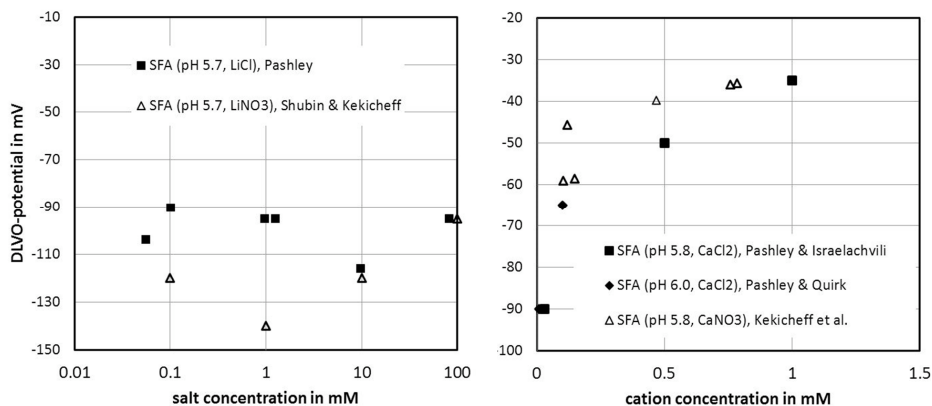 -10
-30
-50
-70
-90
-110
-130
-150
DLVO-potential in mV
SFA (pH 5.7, LiCl), Pashley
SFA (pH 5.7, LiNO3), Shubin & Kekicheff
0.01 0.1 1 10 100
salt concentration in mM
-20
-30
-40
-50
-60
-70
-80
-90
-100
SFA (pH 5.8, CaCl2), Pashley & Israelachvili
SFA (pH 6.0, CaCl2), Pashley & Quirk
SFA (pH 5.8, CaNO3), Kekicheff et al.
0 0.5 1 1.5
cation concentration in mM